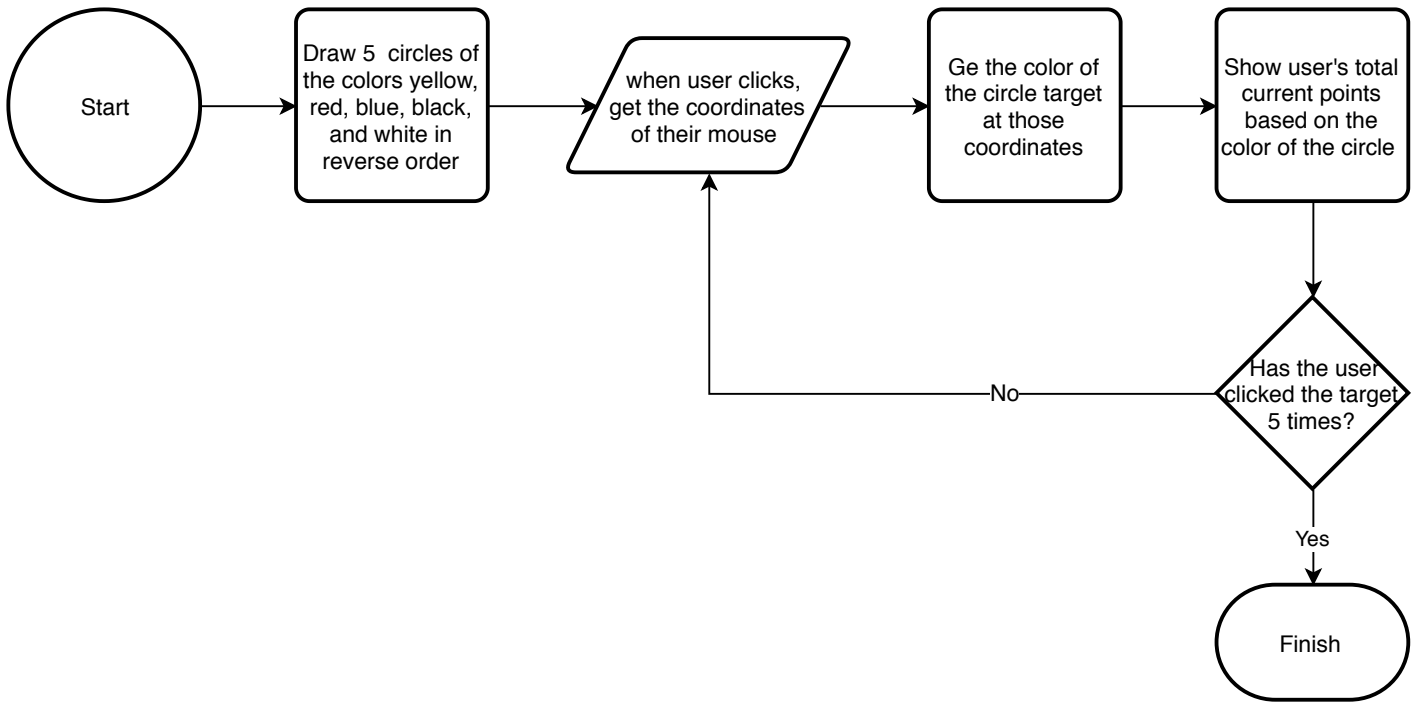 Start
Draw 5  circles of
the colors yellow,
red, blue, black,
and white in
reverse order
when user clicks,
get the coordinates
of their mouse
Ge the color of
the circle target
at those
coordinates
Show user's total
current points
based on the
color of the circle
Has the user
clicked the target
5 times?
No
Yes
Finish